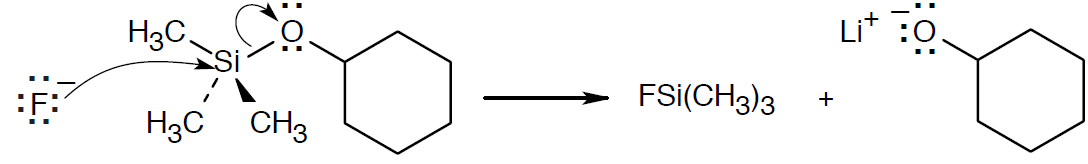 H₃C
Si
O
F⁻
H₃C
CH₃
FSi(CH₃)₃ +
Li⁺
⁻
O